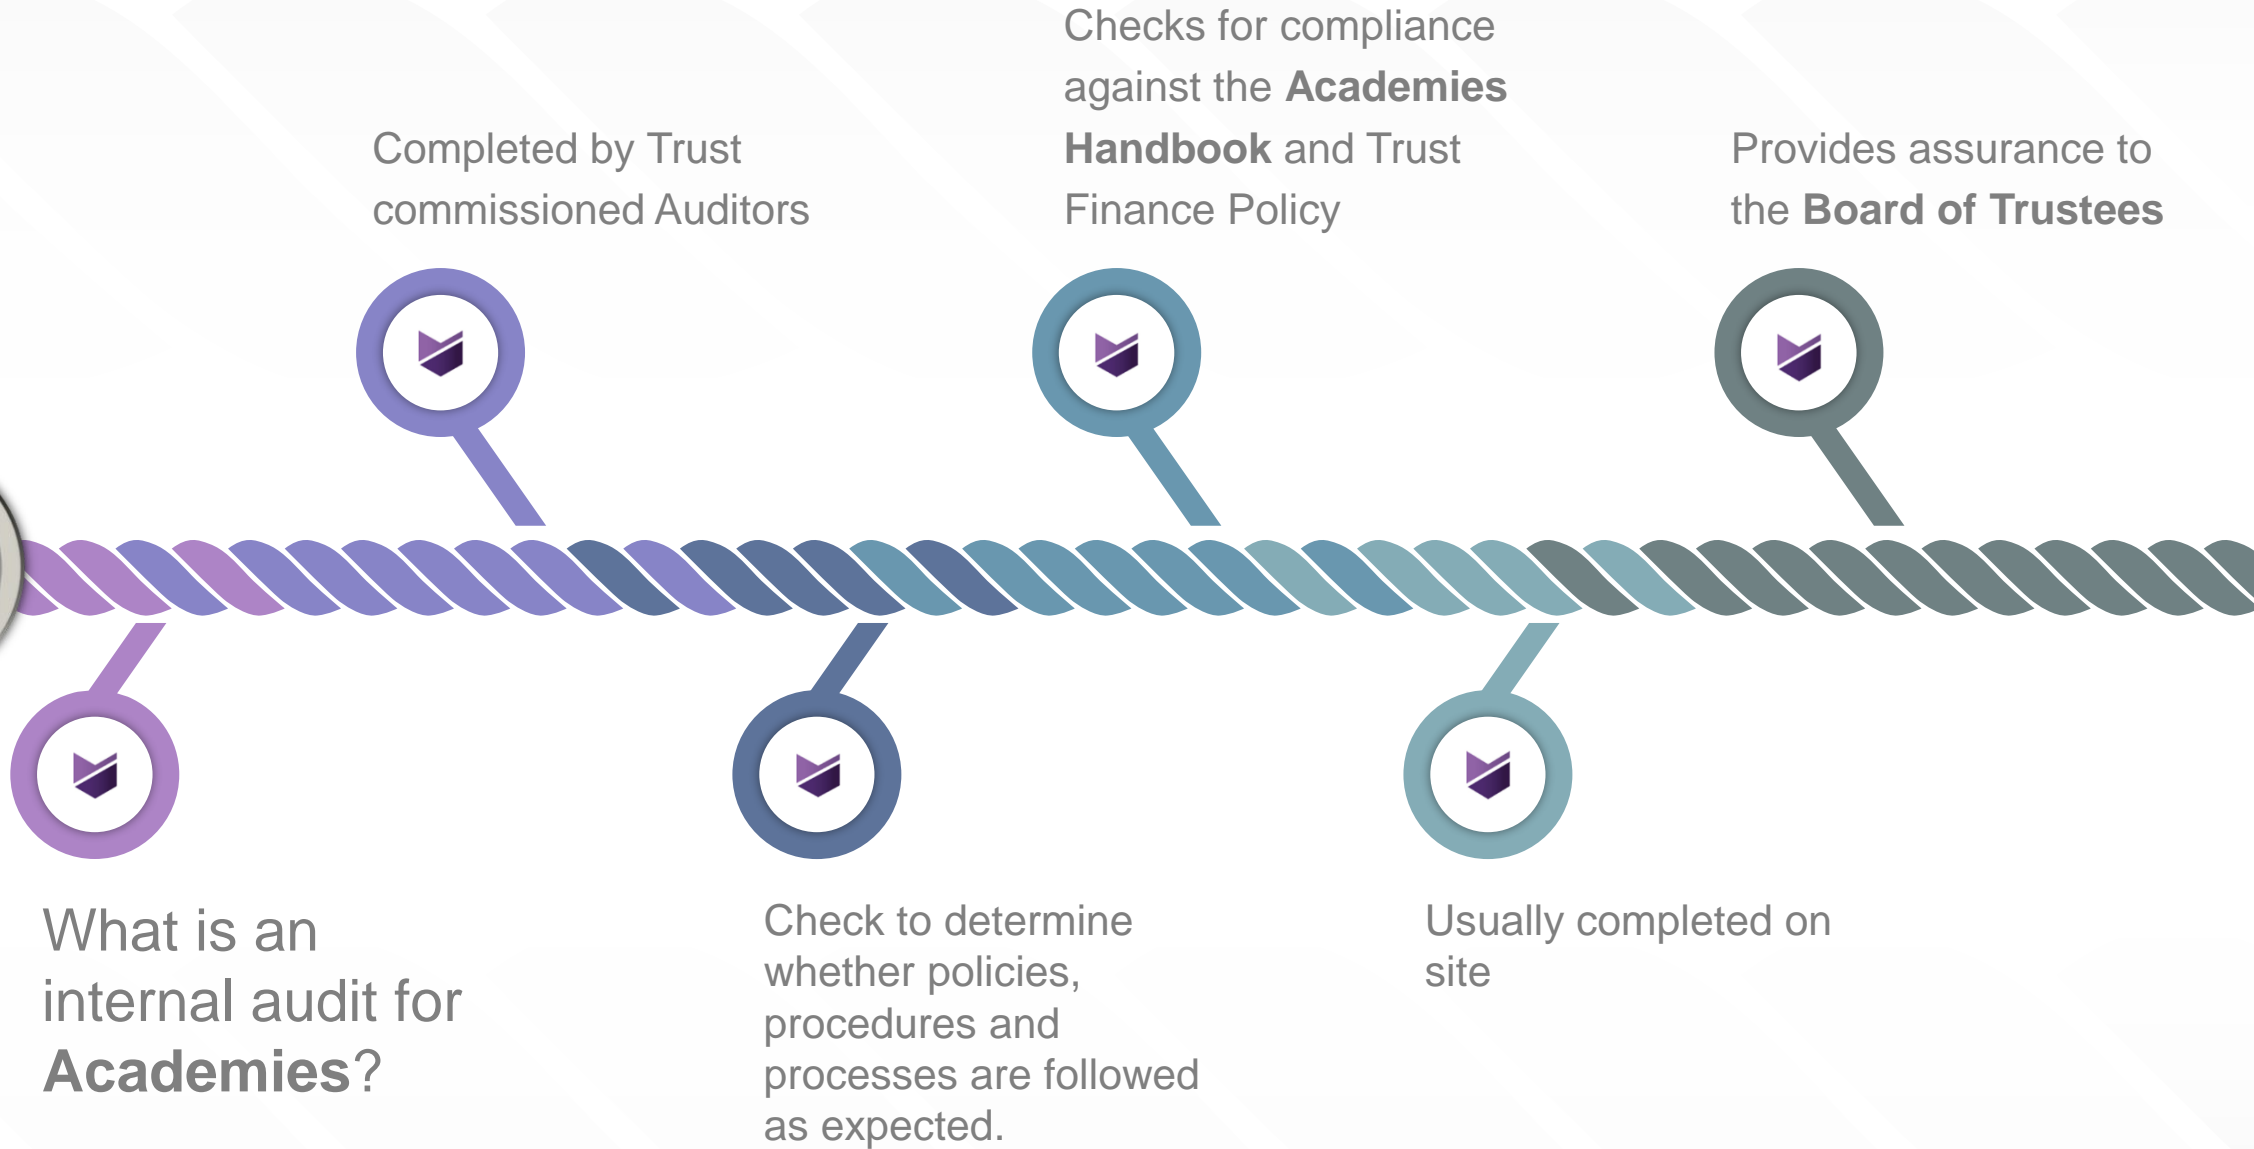 What is an
internal audit for
Academies?
Completed by Trust
commissioned Auditors
Check to determine
whether policies,
procedures and
processes are followed
as expected.
Checks for compliance
against the Academies
Handbook and Trust
Finance Policy
Usually completed on
site
Provides assurance to
the Board of Trustees